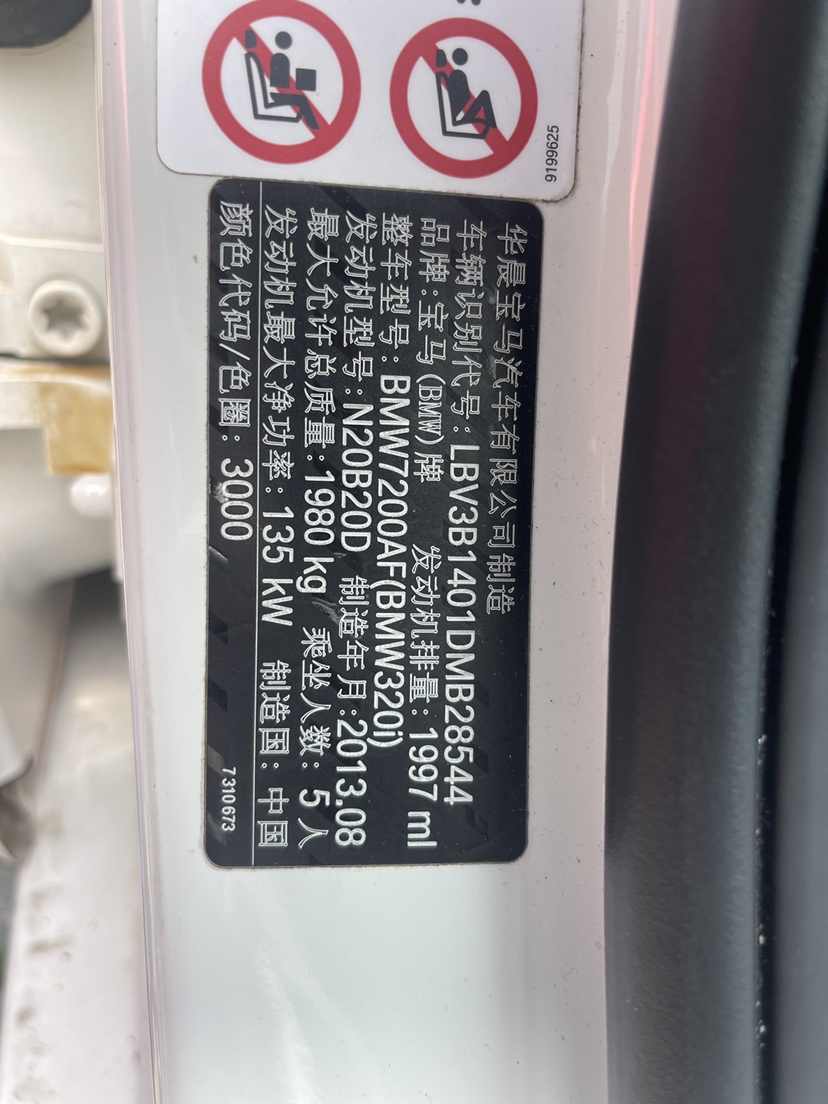 9199625
华晨宝马汽车有限公司制造
车辆识别代号:LBV3B1401DMB28544
品牌:宝马(BMW)牌 发动机排量:1997 ml
整车型号:BMW7200AF(BMW320i)
发动机型号:N20B20D 制造年月:2013.08
最大允许总质量:1980 kg 乘坐人数:5人
发动机最大净功率:135 kW 制造国:中国
颜色代码/色圈:3000
7 310 673